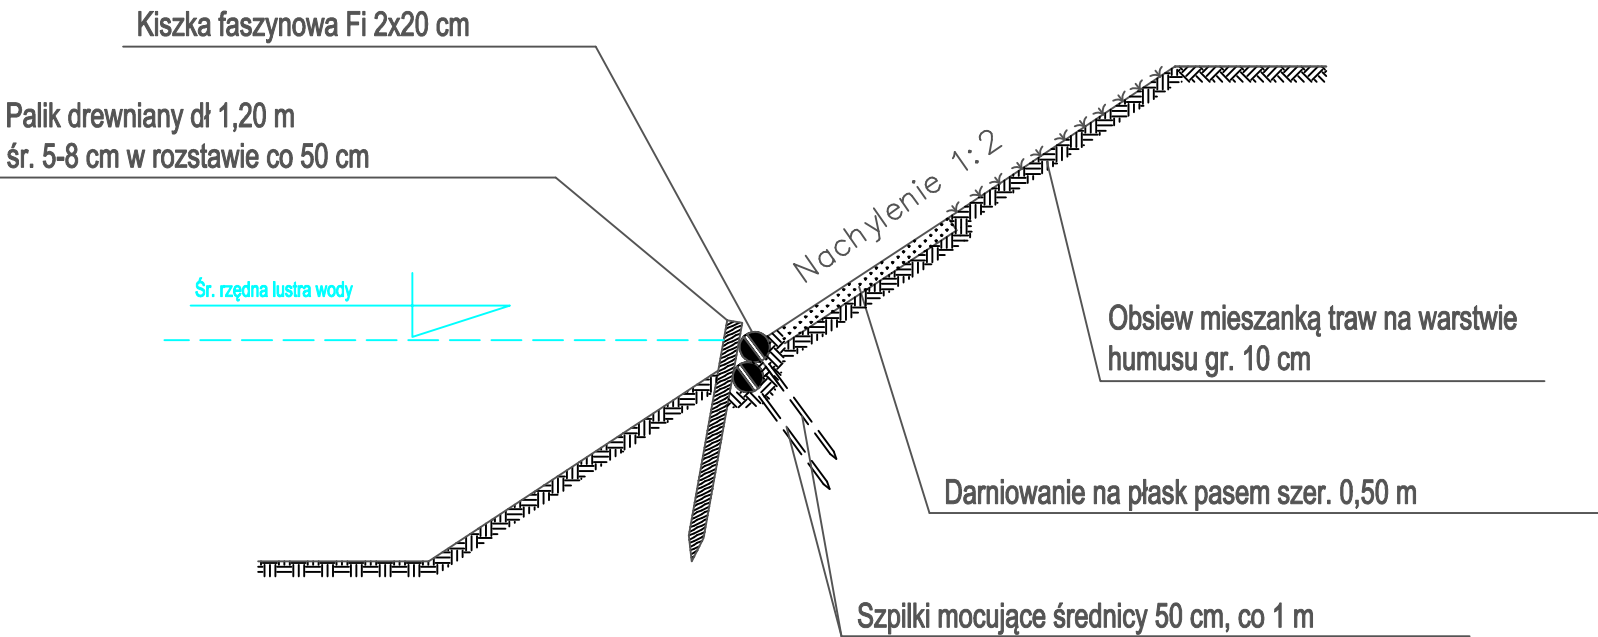 Kiszka faszynowa Fi 2x20 cm
Palik drewniany dł 1,20 m
śr. 5-8 cm w rozstawie co 50 cm
Nachylenie 1:2
Śr. rzędna lustra wody
Obsiew mieszanką traw na warstwie
humusu gr. 10 cm
Darniowanie na płask pasem szer. 0,50 m
Szpilki mocujące średnicy 50 cm, co 1 m